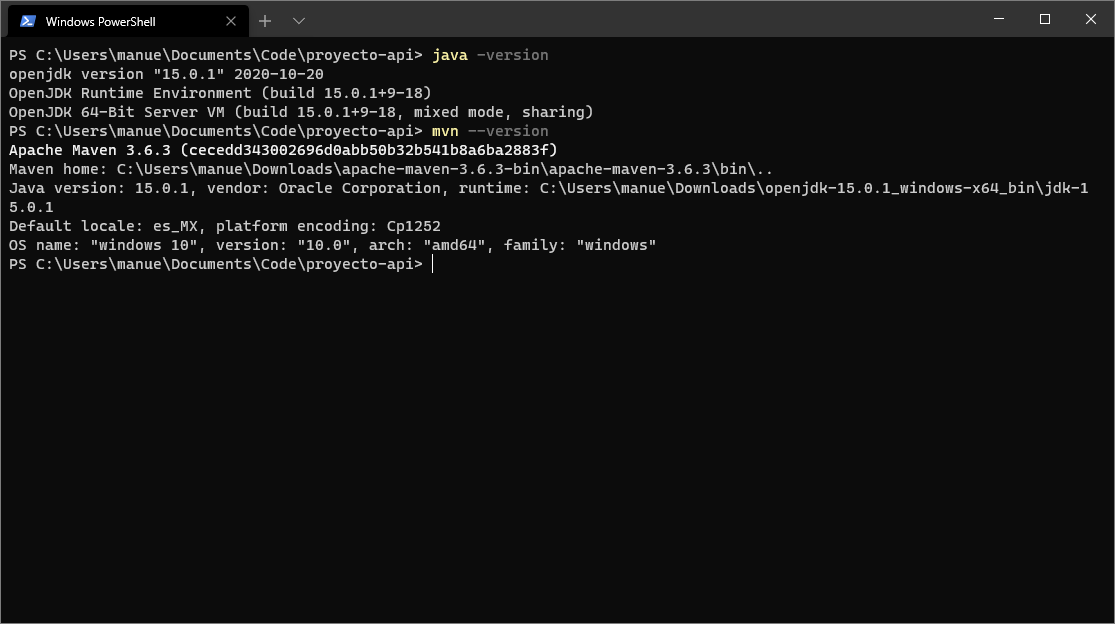 Windows PowerShell
PS C:\Users\manue\Documents\Code\proyecto-api> java -version
openjdk version "15.0.1" 2020-10-20
OpenJDK Runtime Environment (build 15.0.1+9-18)
OpenJDK 64-Bit Server VM (build 15.0.1+9-18, mixed mode, sharing)
PS C:\Users\manue\Documents\Code\proyecto-api> mvn --version
Apache Maven 3.6.3 (cecedd343002696d0abb50b32b541b8a6ba2883f)
Maven home: C:\Users\manue\Downloads\apache-maven-3.6.3-bin\apache-maven-3.6.3\bin\..
Java version: 15.0.1, vendor: Oracle Corporation, runtime: C:\Users\manue\Downloads\openjdk-15.0.1_windows-x64_bin\jdk-1
5.0.1
Default locale: es_MX, platform encoding: Cp1252
OS name: "windows 10", version: "10.0", arch: "amd64", family: "windows"
PS C:\Users\manue\Documents\Code\proyecto-api>